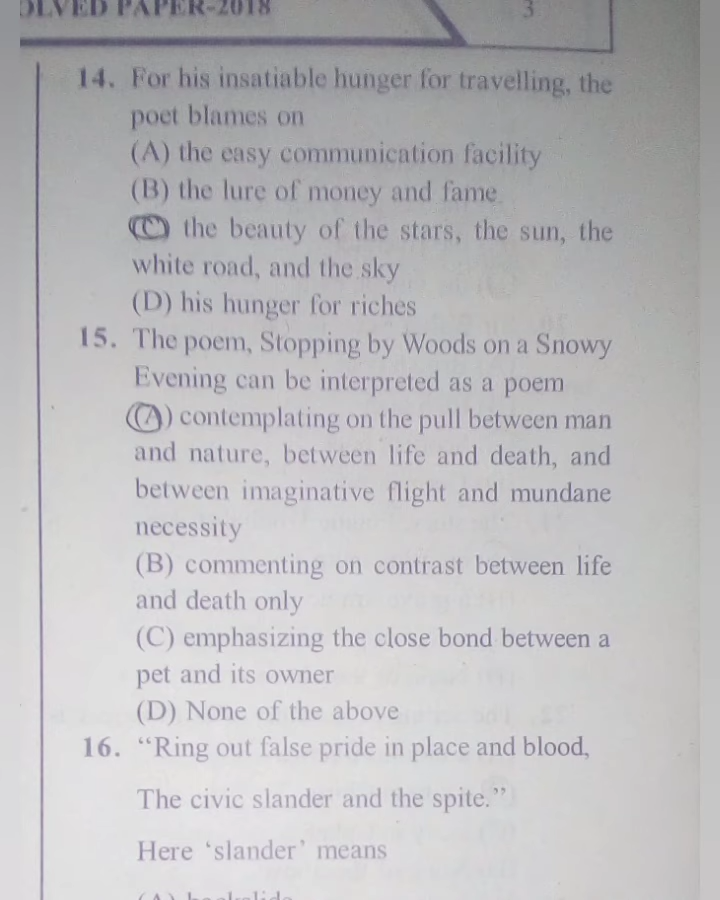 OLVED PAPER-2018
3
14. For his insatiable hunger for travelling, the
poet blames on
(A) the easy communication facility
(B) the lure of money and fame
(C) the beauty of the stars, the sun, the
white road, and the sky
(D) his hunger for riches
15. The poem, Stopping by Woods on a Snowy
Evening can be interpreted as a poem
(A) contemplating on the pull between man
and nature, between life and death, and
between imaginative flight and mundane
necessity
(B) commenting on contrast between life
and death only
(C) emphasizing the close bond between a
pet and its owner
(D) None of the above
16. “Ring out false pride in place and blood,
The civic slander and the spite.”
Here ‘slander’ means